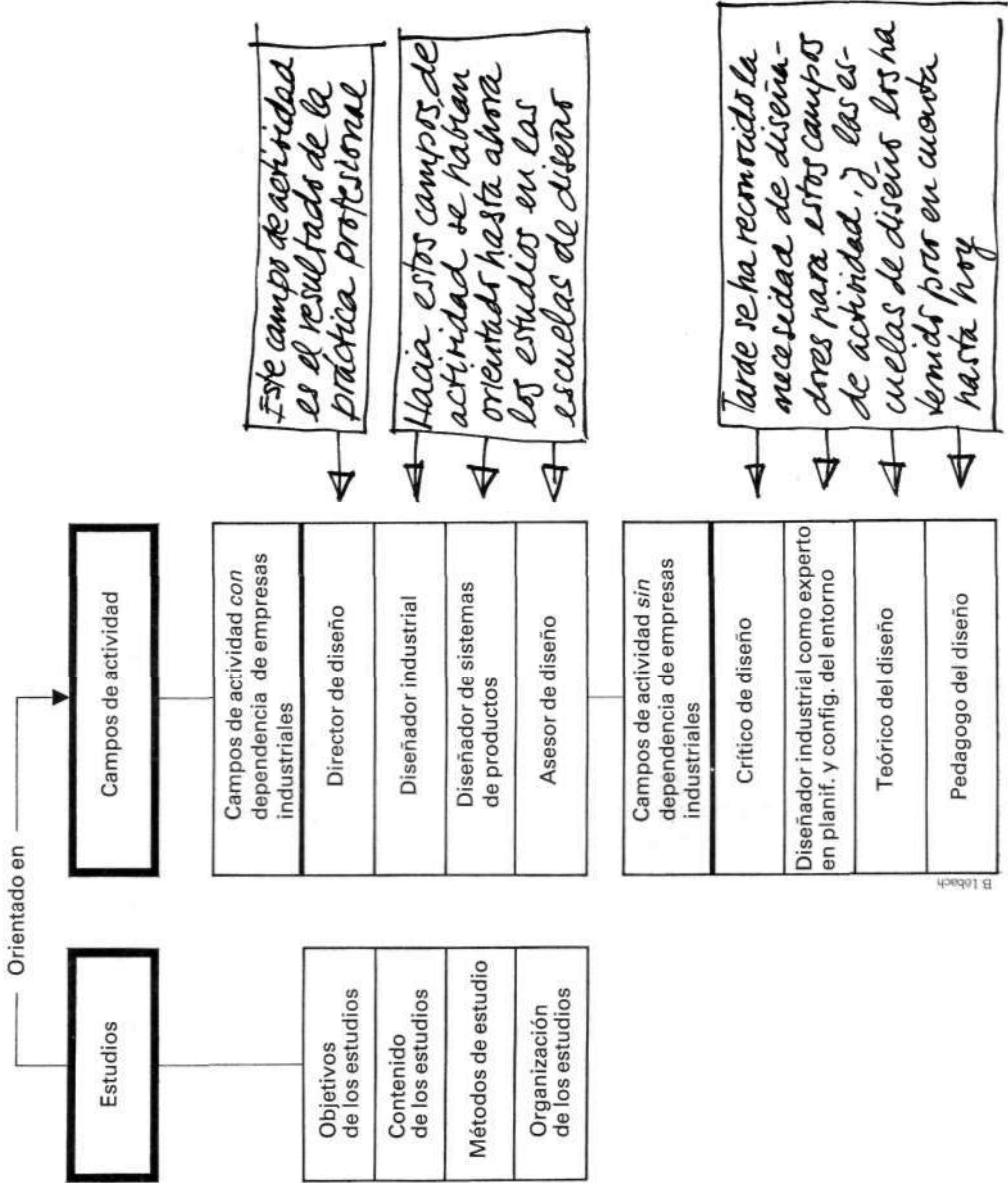 Orientado en
Estudios
Objetivos
de los estudios
Contenido
de los estudios
Métodos de estudio
Organización
de los estudios
Campos de actividad
Campos de actividad con
dependencia de empresas
industriales
Director de diseño
Diseñador industrial
Diseñador de sistemas
de productos
Asesor de diseño
Campos de actividad sin
dependencia de empresas
industriales
Crítico de diseño
Diseñador industrial como experto
en planif. y config. del entorno
Teórico del diseño
Pedagogo del diseño
Este campo de actividad
es el resultado de la
práctica profesional
Hacia estos campos de
actividad se habían
orientado hasta ahora
los estudios en las
escuelas de diseño
Tarde se ha reconocido la
necesidad de diseña-
dores para estos campos
de actividad, y las es-
cuelas de diseño los ha
tenido poco en cuenta
hasta hoy
B Löbach